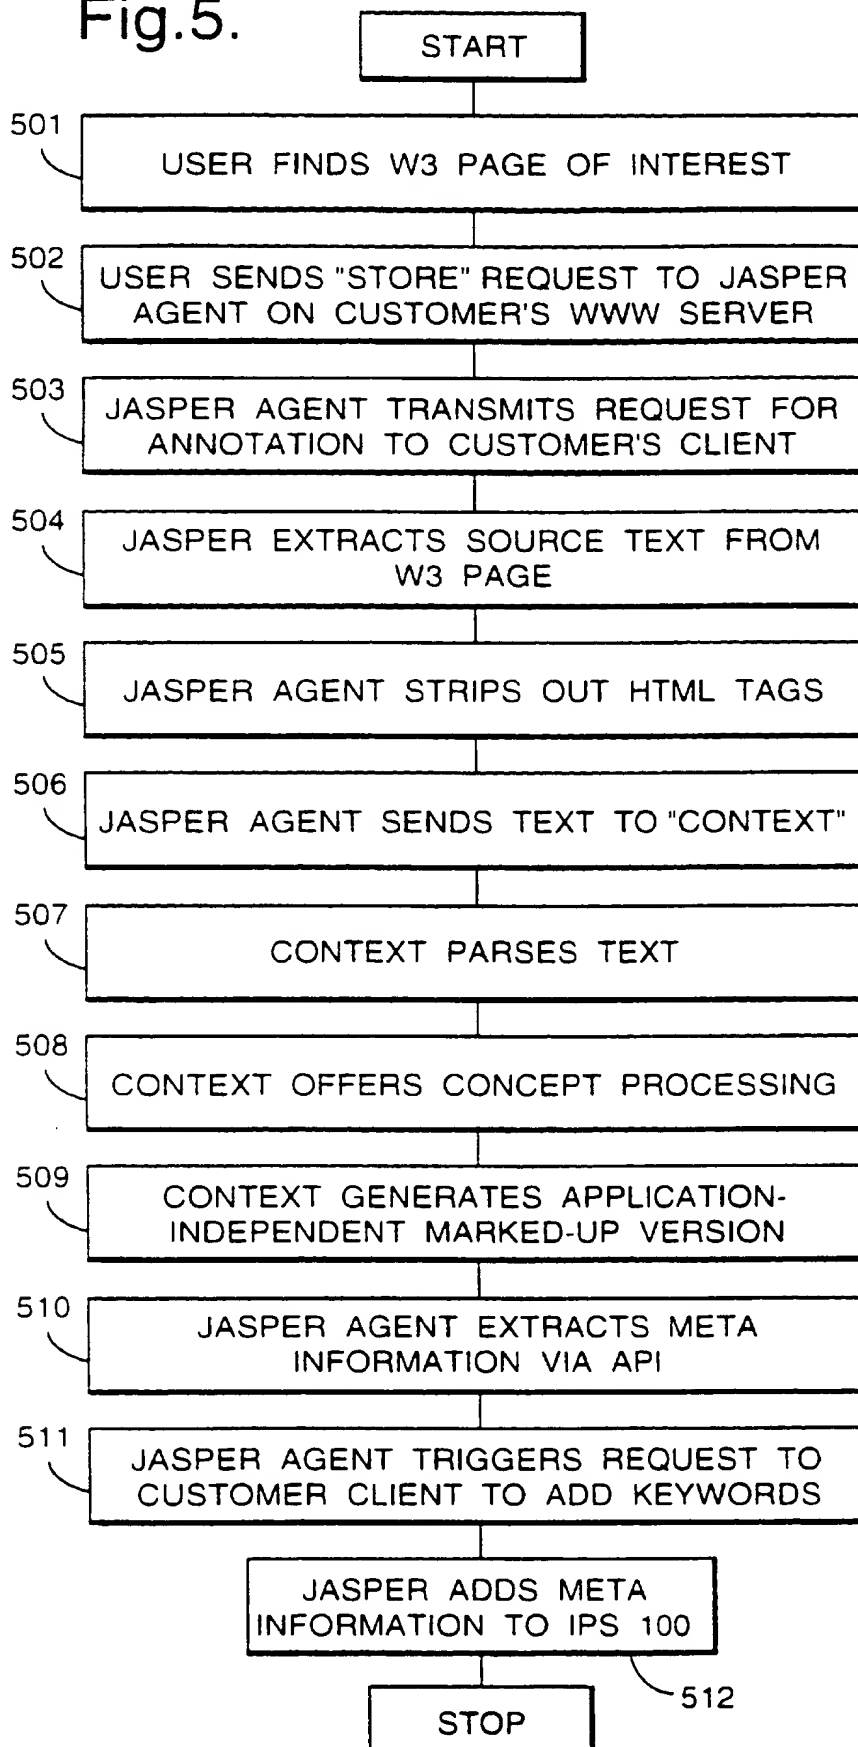 Fig.5.
START
501
USER FINDS W3 PAGE OF INTEREST
502
USER SENDS "STORE" REQUEST TO JASPER
AGENT ON CUSTOMER'S WWW SERVER
503
JASPER AGENT TRANSMITS REQUEST FOR
ANNOTATION TO CUSTOMER'S CLIENT
504
JASPER EXTRACTS SOURCE TEXT FROM
W3 PAGE
505
JASPER AGENT STRIPS OUT HTML TAGS
506
JASPER AGENT SENDS TEXT TO "CONTEXT"
507
CONTEXT PARSES TEXT
508
CONTEXT OFFERS CONCEPT PROCESSING
509
CONTEXT GENERATES APPLICATION-
INDEPENDENT MARKED-UP VERSION
510
JASPER AGENT EXTRACTS META
INFORMATION VIA API
511
JASPER AGENT TRIGGERS REQUEST TO
CUSTOMER CLIENT TO ADD KEYWORDS
JASPER ADDS META
INFORMATION TO IPS 100
512
STOP